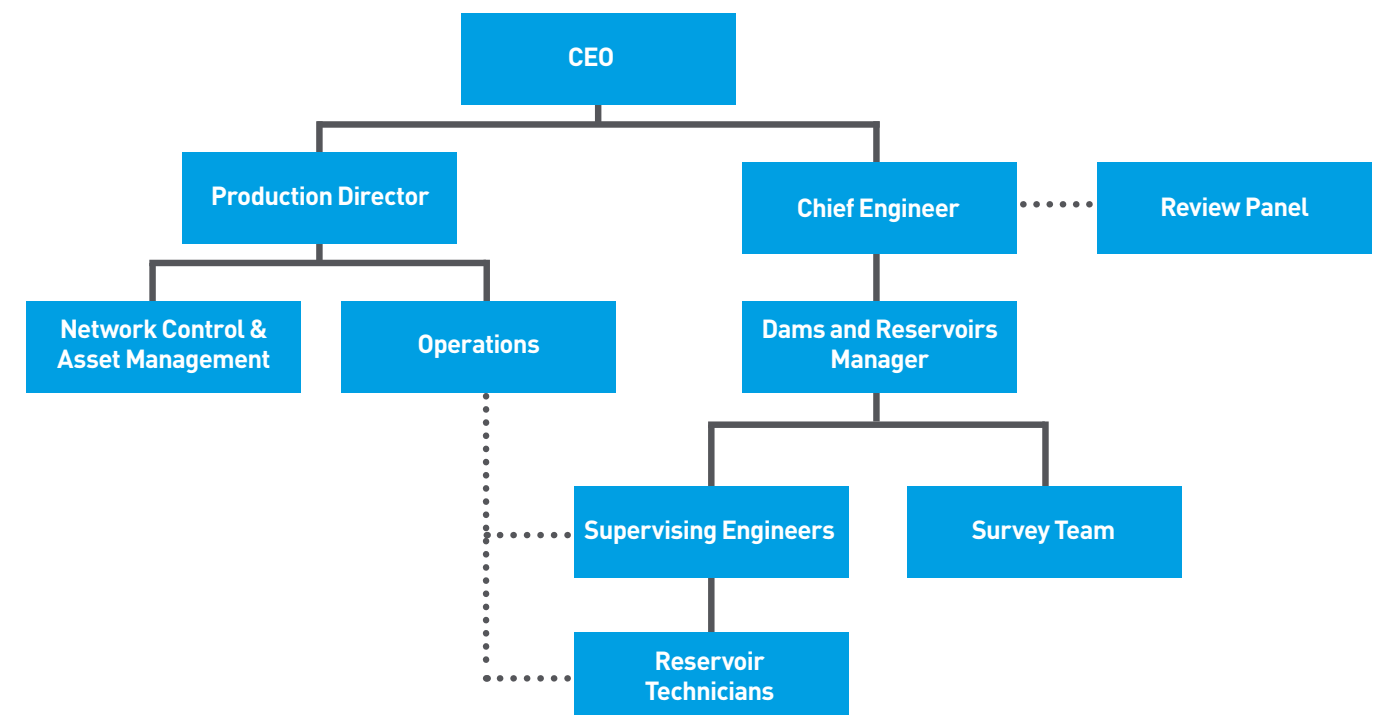 CEO
Production Director
Chief Engineer
Review Panel
Network Control &
Asset Management
Operations
Dams and Reservoirs
Manager
Supervising Engineers
Survey Team
Reservoir
Technicians